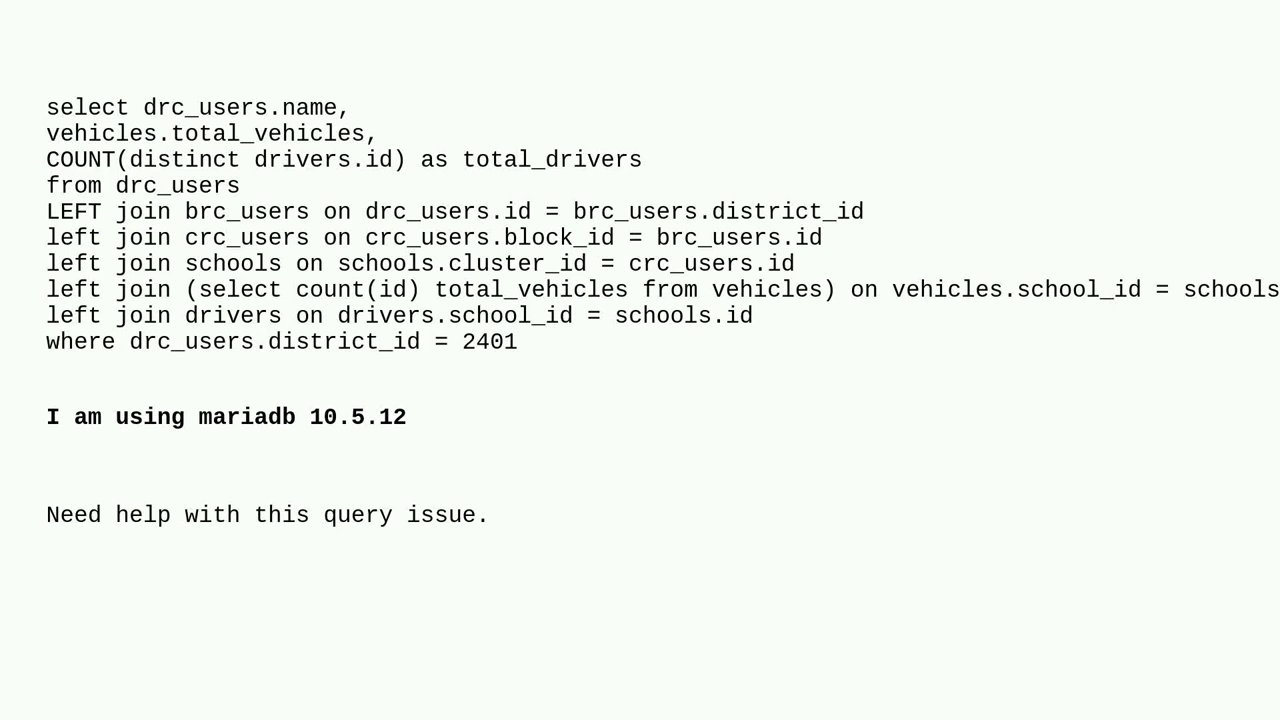 select drc_users.name,
vehicles.total_vehicles,
COUNT(distinct drivers.id) as total_drivers
from drc_users
LEFT join brc_users on drc_users.id = brc_users.district_id
left join crc_users on crc_users.block_id = brc_users.id
left join schools on schools.cluster_id = crc_users.id
left join (select count(id) total_vehicles from vehicles) on vehicles.school_id = schools
left join drivers on drivers.school_id = schools.id
where drc_users.district_id = 2401
I am using mariadb 10.5.12
Need help with this query issue.